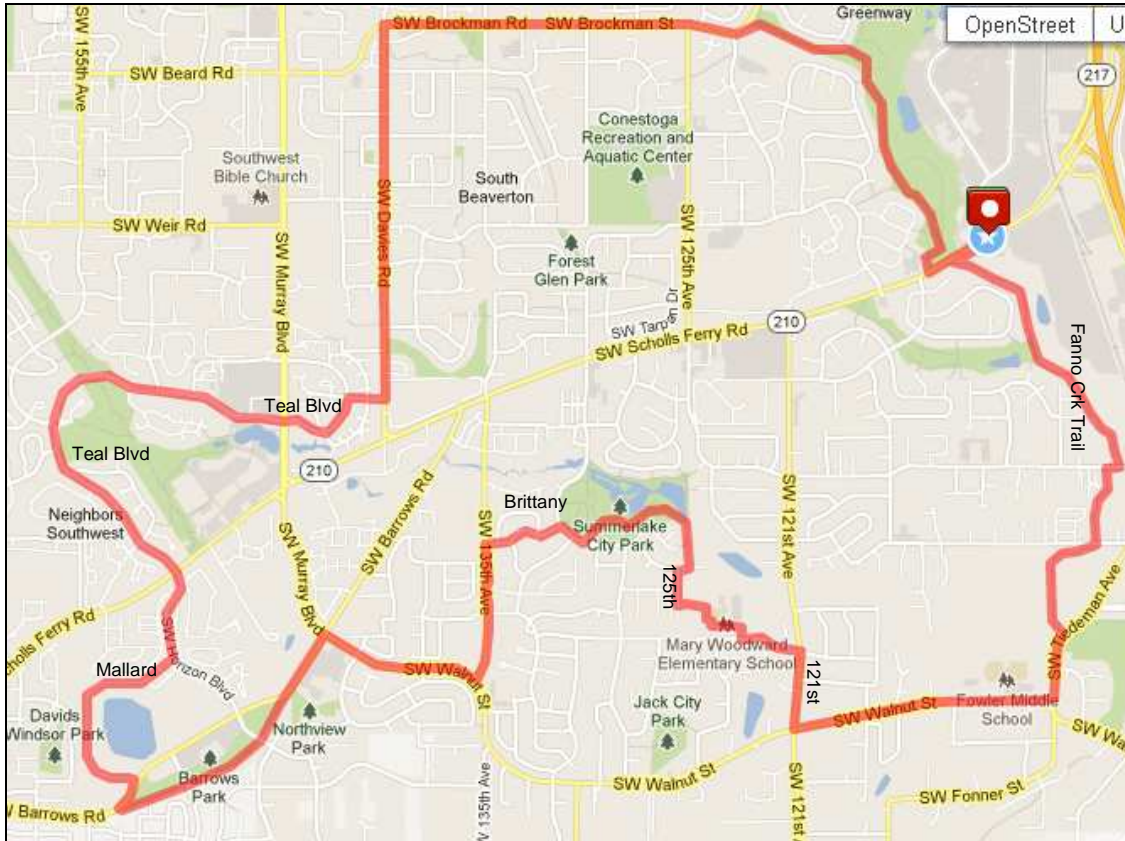 SW Brockman Rd
SW Brockman St
Greenway
OpenStreet
U
SW 155th Ave
217
SW Beard Rd
Conestoga
Recreation and
Aquatic Center
Southwest
Bible Church
South
Beaverton
SW Weir Rd
SW Davies Rd
SW 125th Ave
SW Murray Blvd
Forest
Glen Park
SW Tarpan Dr
210
SW Scholls Ferry Rd
Fanno Crk Trail
Teal Blvd
Teal Blvd
210
SW Barrows Rd
Brittany
SW 121st Ave
Neighbors
Southwest
Summerlake
City Park
SW Murray Blvd
SW 135th Ave
125th
SW Tiedeman Ave
Scholls Ferry Rd
SW Horizon Blvd
Mallard
Mary Woodward
Elementary School
SW Walnut St
121st
Fowler Middle
School
Davids
Windsor Park
Northview
Park
Jack City
Park
SW Walnut St
SW Wa
Barrows
Park
SW Walnut St
W Barrows Rd
SW 135th Ave
SW 121st A
SW Fonner St